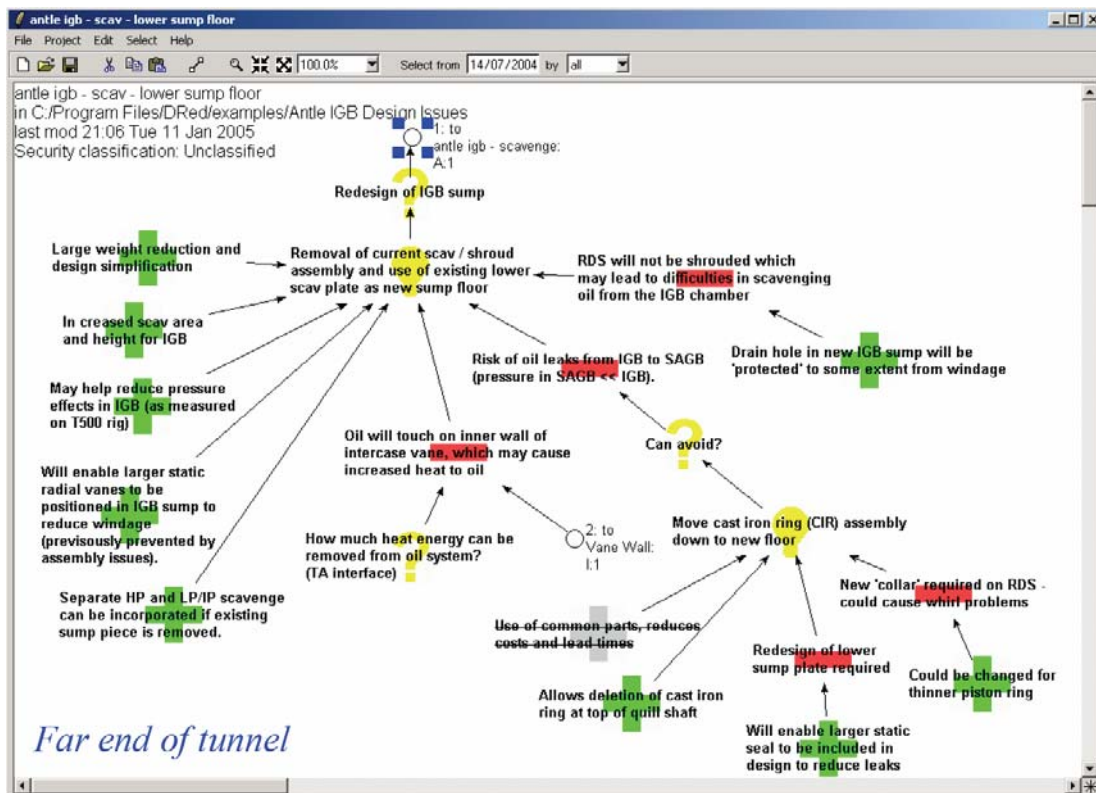 antle igb - scav - lower sump floor
File Project Edit Select Help
100.0% Select from 14/07/2004 by all
antle igb - scav - lower sump floor
in C:/Program Files/DRed/examples/Antle IGB Design Issues
last mod 21:06 Tue 11 Jan 2005
Security classification: Unclassified
1: to
antle igb - scavenge:
A:1
Redesign of IGB sump
Large weight reduction and
design simplification
Removal of current scav / shroud
assembly and use of existing lower
scav plate as new sump floor
RDS will not be shrouded which
may lead to difficulties in scavenging
oil from the IGB chamber
In creased scav area
and height for IGB
Risk of oil leaks from IGB to SAGB
(pressure in SAGB << IGB).
Drain hole in new IGB sump will be
'protected' to some extent from windage
May help reduce pressure
effects in IGB (as measured
on T500 rig)
Oil will touch on inner wall of
intercase vane, which may cause
increased heat to oil
Can avoid?
Will enable larger static
radial vanes to be
positioned in IGB sump to
reduce windage
(previsously prevented by
assembly issues).
How much heat energy can be
removed from oil system?
(TA interface)
2: to
Vane Wall:
I:1
Move cast iron ring (CIR) assembly
down to new floor
New 'collar' required on RDS -
could cause whirl problems
Separate HP and LP/IP scavenge
can be incorporated if existing
sump piece is removed.
Use of common parts, reduces
costs and lead times
Redesign of lower
sump plate required
Could be changed for
thinner piston ring
Allows deletion of cast iron
ring at top of quill shaft
Will enable larger static
seal to be included in
design to reduce leaks
Far end of tunnel